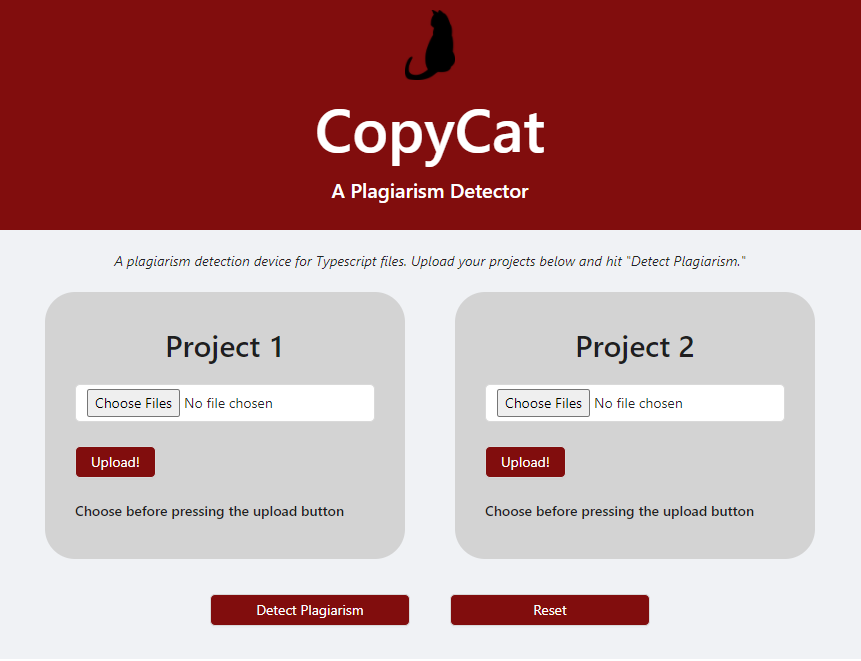 CopyCat
A Plagiarism Detector
A plagiarism detection device for Typescript files. Upload your projects below and hit "Detect Plagiarism."
Project 1
Choose Files No file chosen
Upload!
Choose before pressing the upload button
Project 2
Choose Files No file chosen
Upload!
Choose before pressing the upload button
Detect Plagiarism
Reset